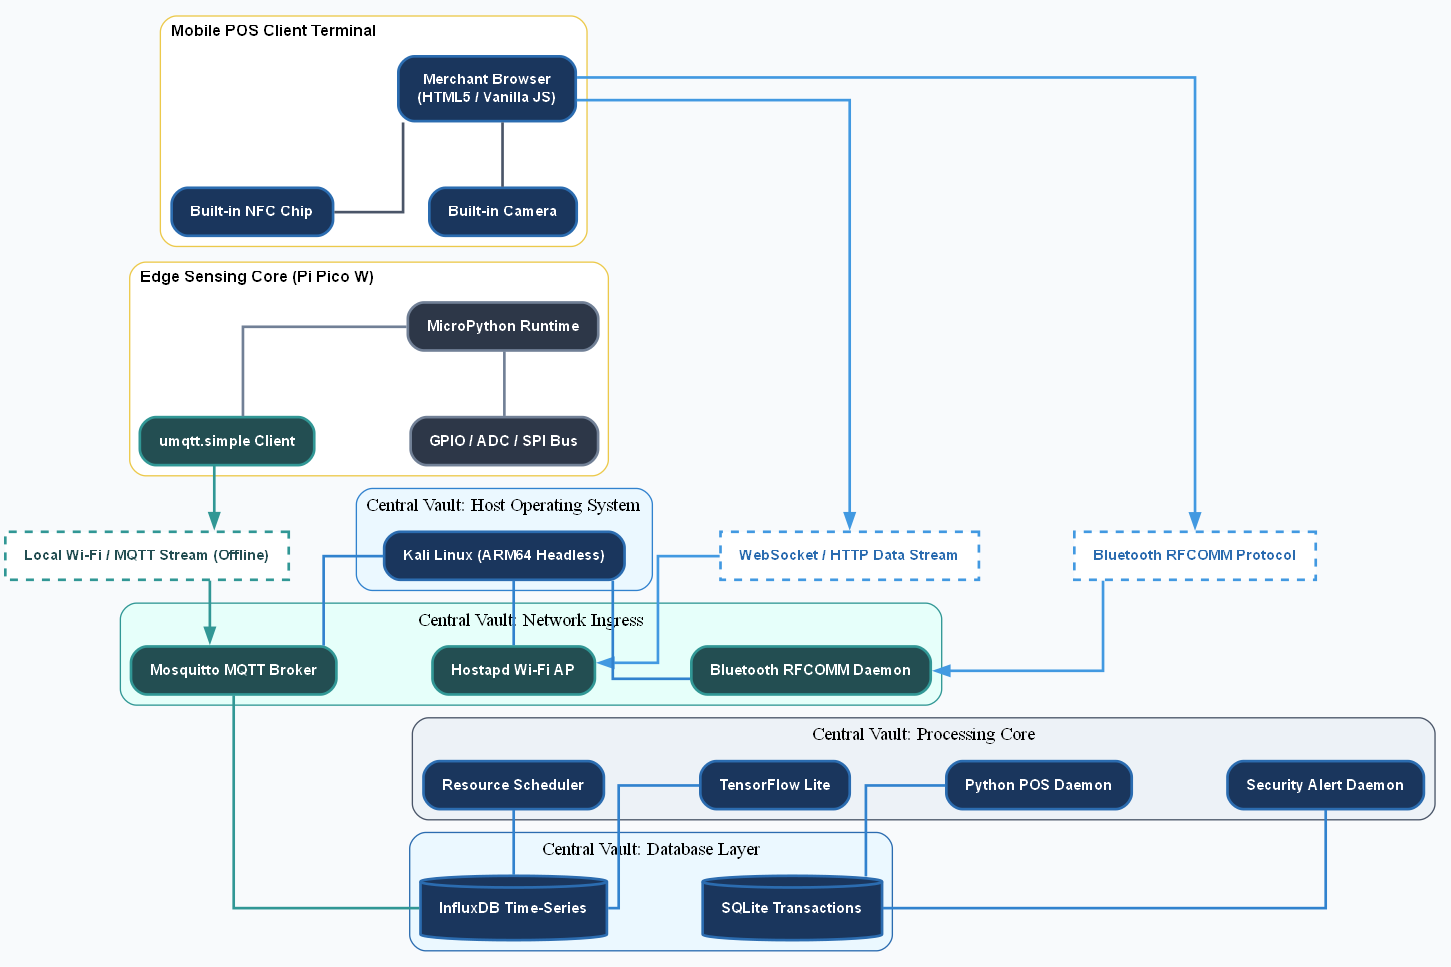 Mobile POS Client Terminal
Merchant Browser
(HTML5 / Vanilla JS)
Built-in NFC Chip
Built-in Camera
Edge Sensing Core (Pi Pico W)
MicroPython Runtime
umqtt.simple Client
GPIO / ADC / SPI Bus
Central Vault: Host Operating System
Local Wi-Fi / MQTT Stream (Offline)
Kali Linux (ARM64 Headless)
WebSocket / HTTP Data Stream
Bluetooth RFCOMM Protocol
Central Vault: Network Ingress
Mosquitto MQTT Broker
Hostapd Wi-Fi AP
Bluetooth RFCOMM Daemon
Central Vault: Processing Core
Resource Scheduler
TensorFlow Lite
Python POS Daemon
Security Alert Daemon
Central Vault: Database Layer
InfluxDB Time-Series
SQLite Transactions